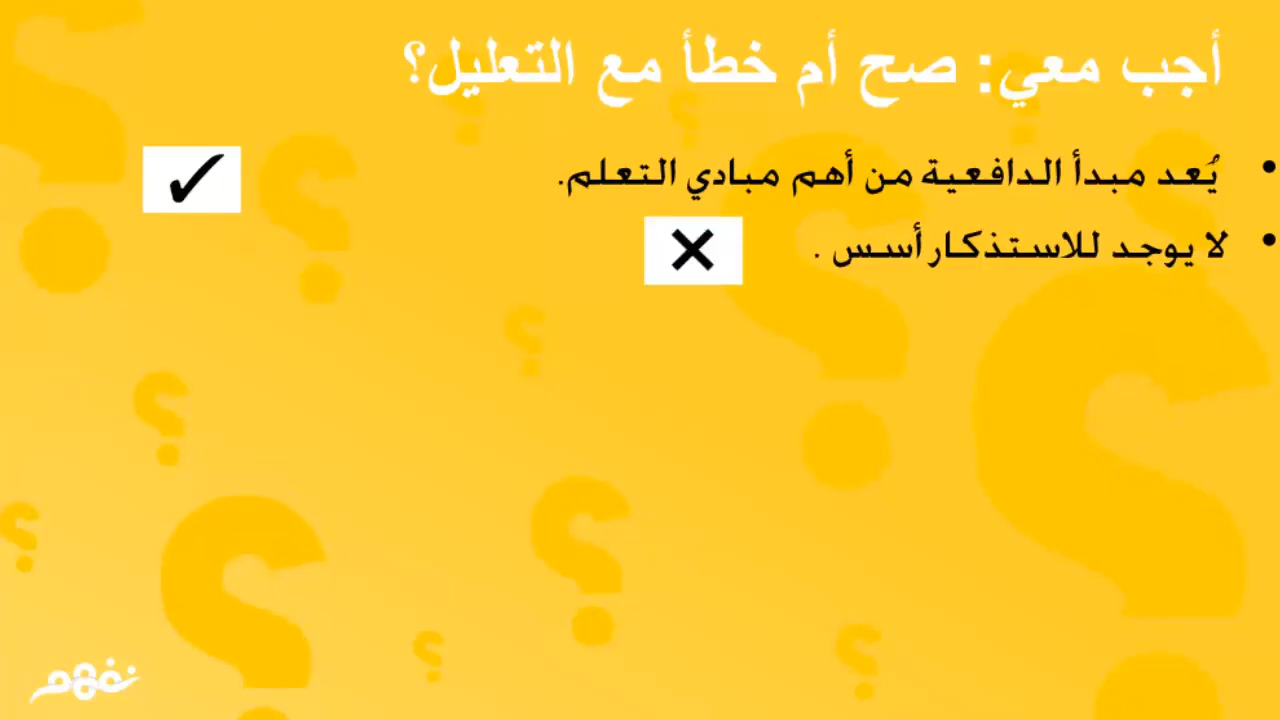 أجب معي: صح أم خطأ مع التعليل؟
• يُعد مبدأ الدافعية من أهم مبادي التعلم. ✓
• لا يوجد للاستذكار أسس . ✕
نفهم